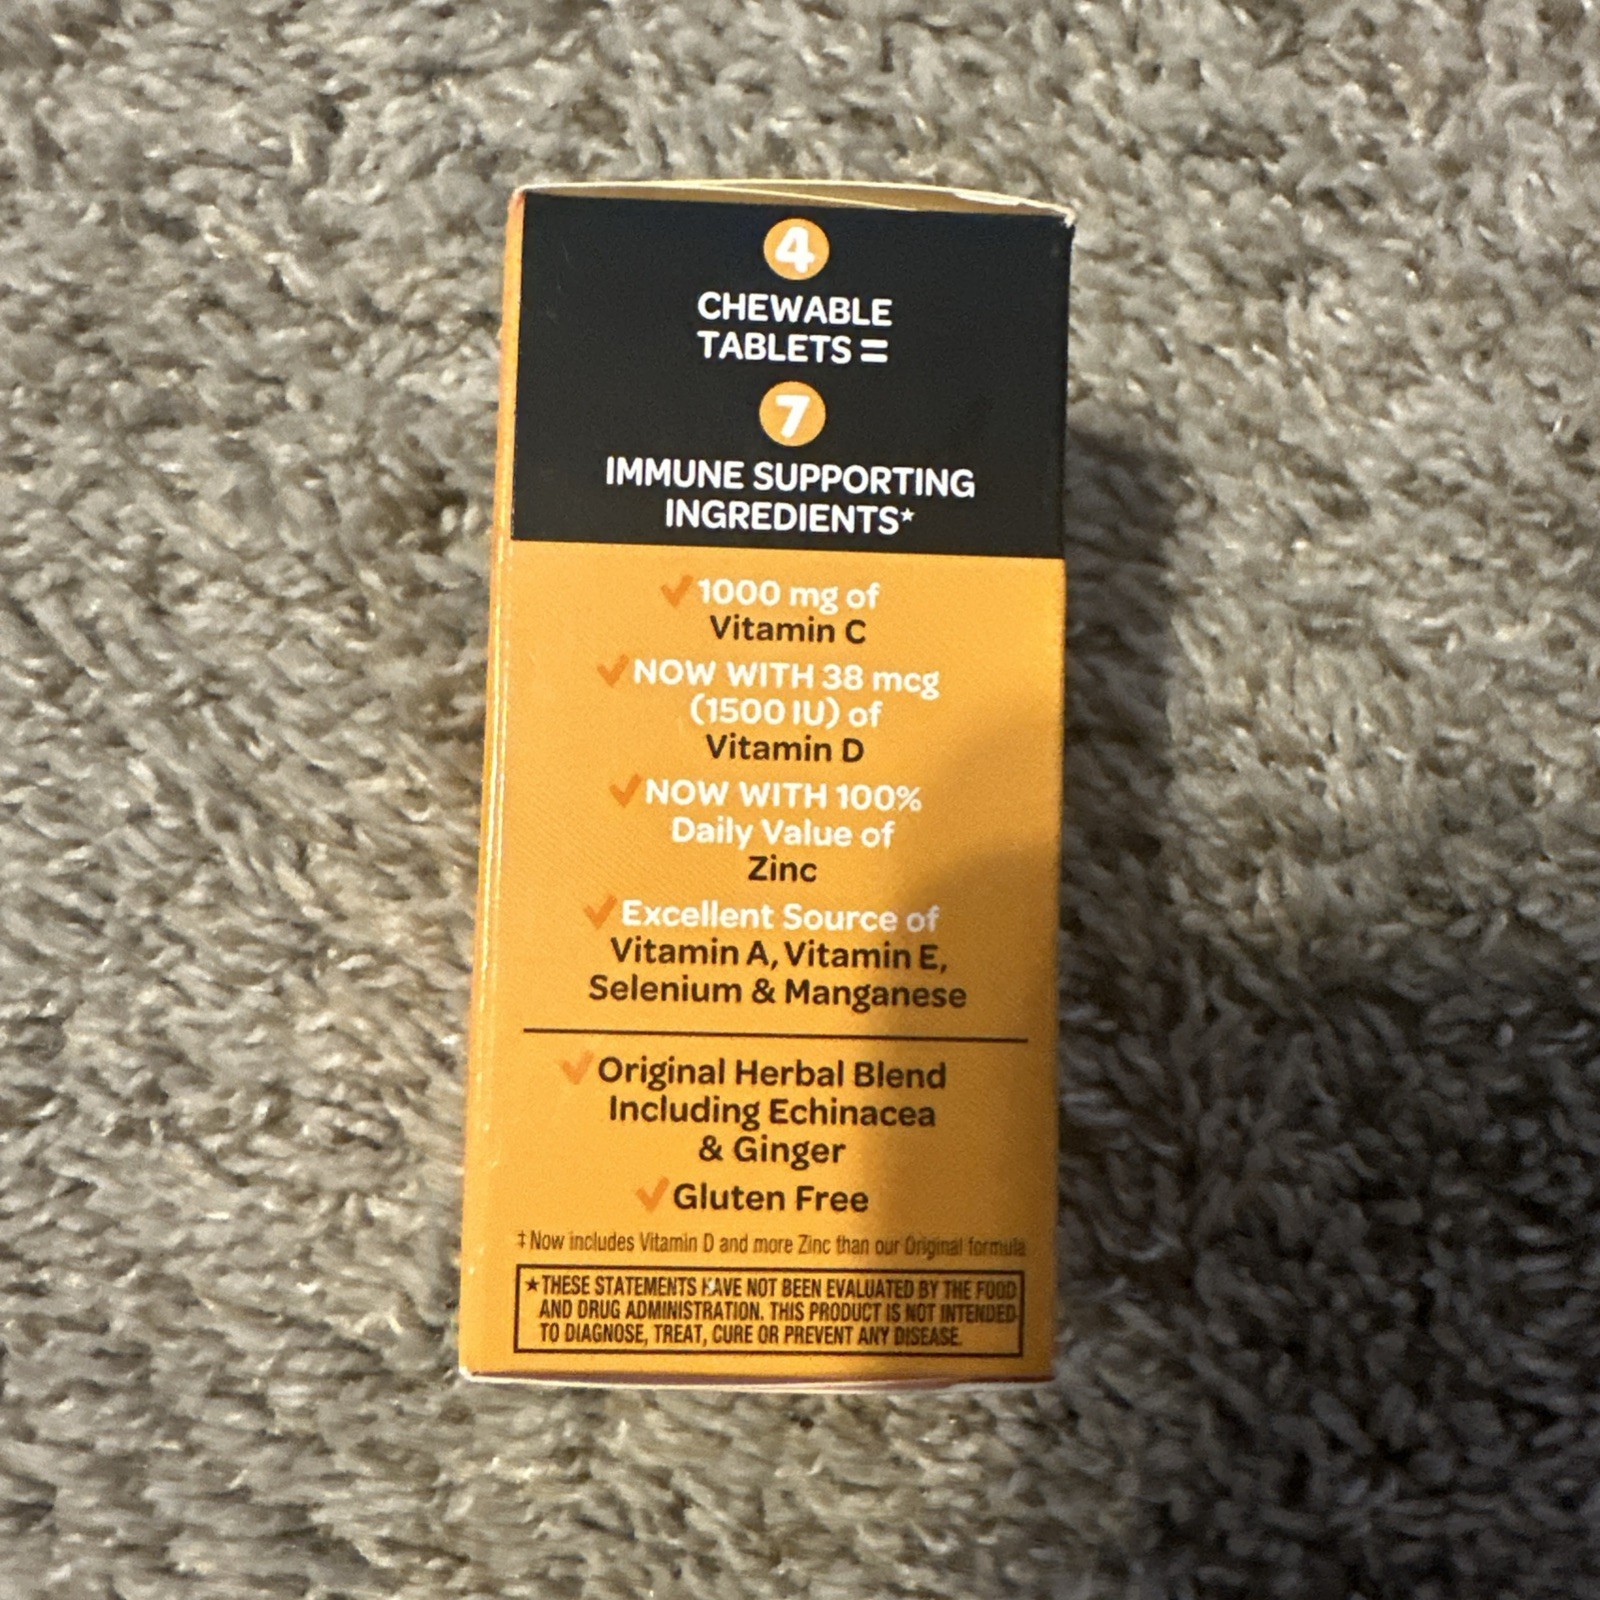 4
CHEWABLE
TABLETS =
7
IMMUNE SUPPORTING
INGREDIENTS*
1000 mg of
Vitamin C
NOW WITH 38 mcg
(1500 IU) of
Vitamin D
NOW WITH 100%
Daily Value of
Zinc
Excellent Source of
Vitamin A, Vitamin E,
Selenium & Manganese
Original Herbal Blend
Including Echinacea
& Ginger
Gluten Free
‡ Now includes Vitamin D and more Zinc than our Original formula
★THESE STATEMENTS HAVE NOT BEEN EVALUATED BY THE FOOD
AND DRUG ADMINISTRATION. THIS PRODUCT IS NOT INTENDED
TO DIAGNOSE, TREAT, CURE OR PREVENT ANY DISEASE.